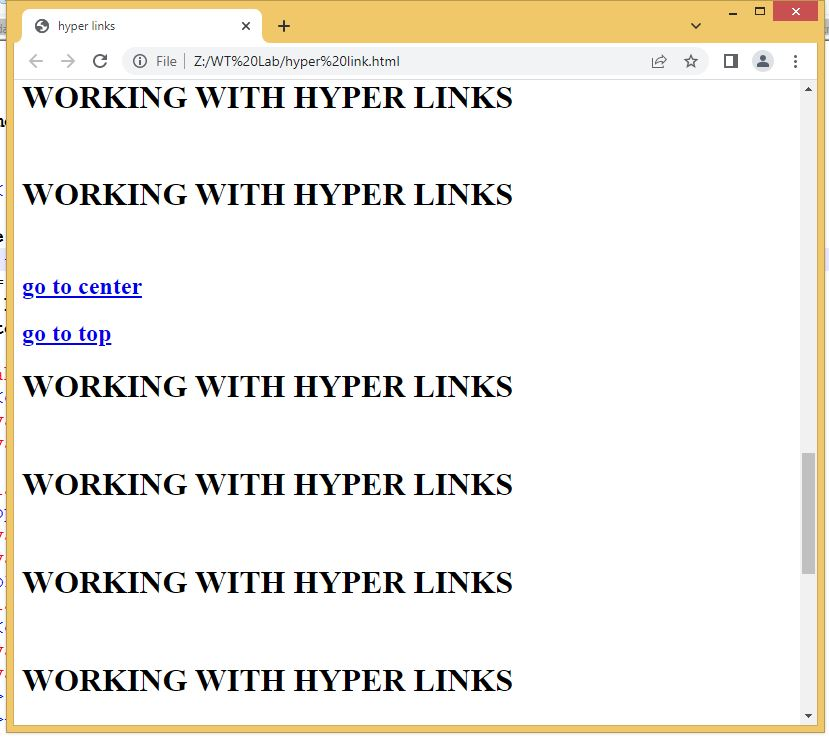 hyper links
File Z:/WT%20Lab/hyper%20link.html
WORKING WITH HYPER LINKS
WORKING WITH HYPER LINKS
go to center
go to top
WORKING WITH HYPER LINKS
WORKING WITH HYPER LINKS
WORKING WITH HYPER LINKS
WORKING WITH HYPER LINKS